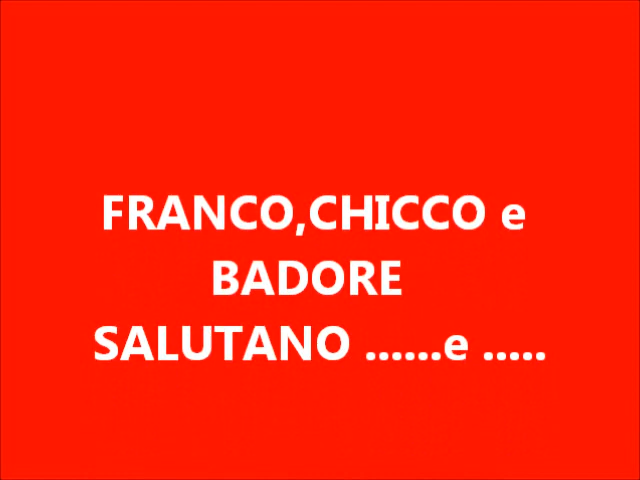 FRANCO,CHICCO e
BADORE
SALUTANO ......e .....